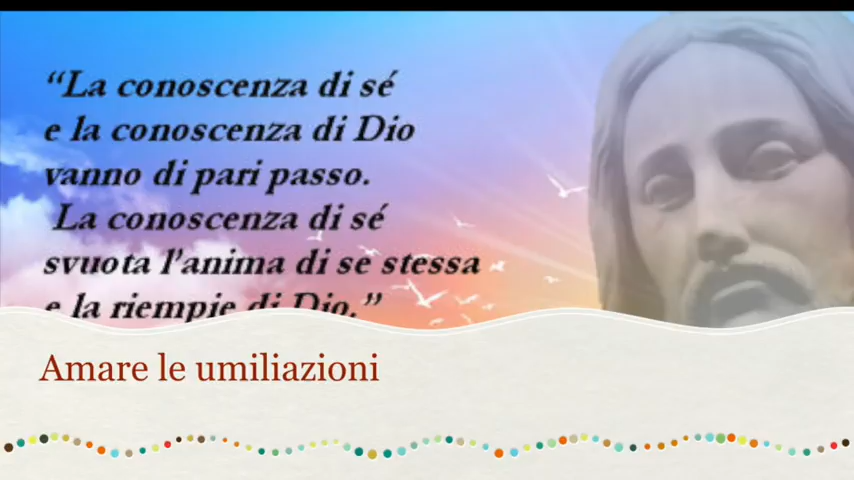 “La conoscenza di sé
e la conoscenza di Dio
vanno di pari passo.
La conoscenza di sé
svuota l’anima di se stessa
e la riempie di Dio.”
Amare le umiliazioni